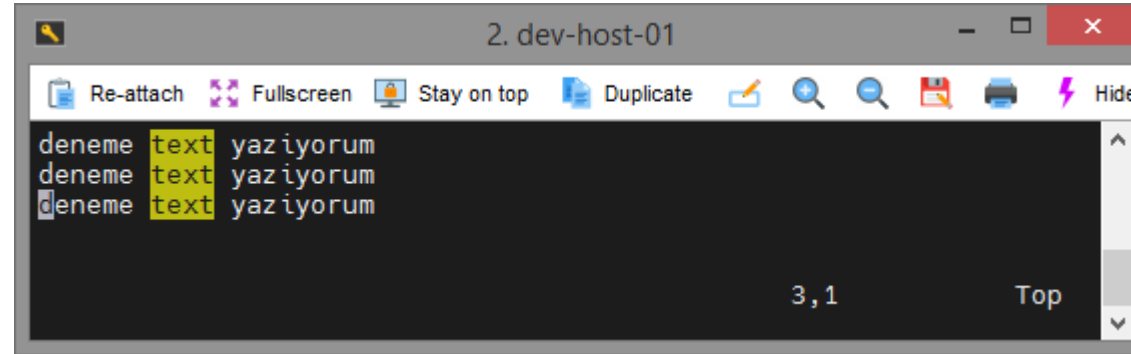 2. dev-host-01
Re-attach Fullscreen Stay on top Duplicate Hide
deneme text yaziyorum
deneme text yaziyorum
deneme text yaziyorum
3,1 Top